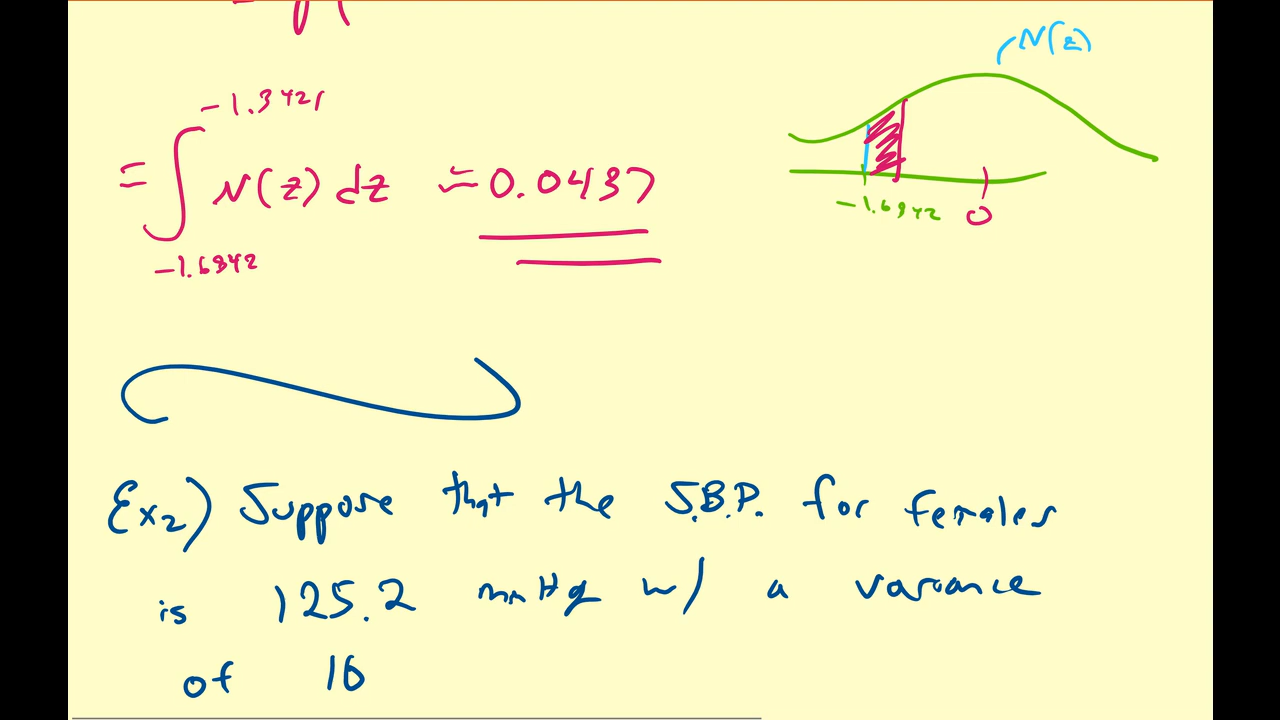 N(z)
-1.3421
= ∫ N(z) dz ≈ 0.0437
-1.6842
-1.6842 0
Ex2) Suppose that the S.B.P. for females
is 125.2 mmHg w/ a variance
of 16